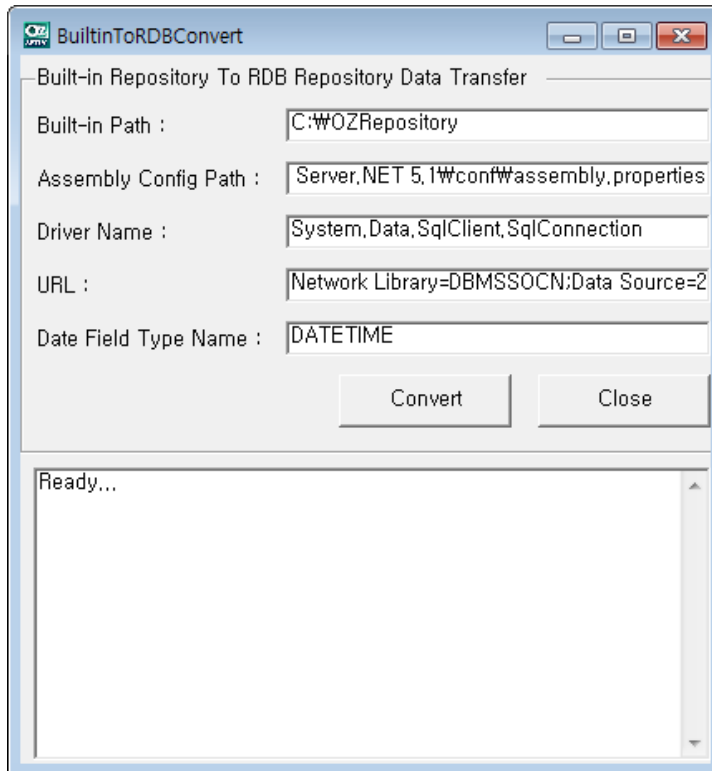 BuiltinToRDBConvert
Built-in Repository To RDB Repository Data Transfer
Built-in Path : C:₩OZRepository
Assembly Config Path : Server.NET 5.1₩conf₩assembly.properties
Driver Name : System.Data.SqlClient.SqlConnection
URL : Network Library=DBMSSOCN;Data Source=2
Date Field Type Name : DATETIME
Convert Close
Ready...